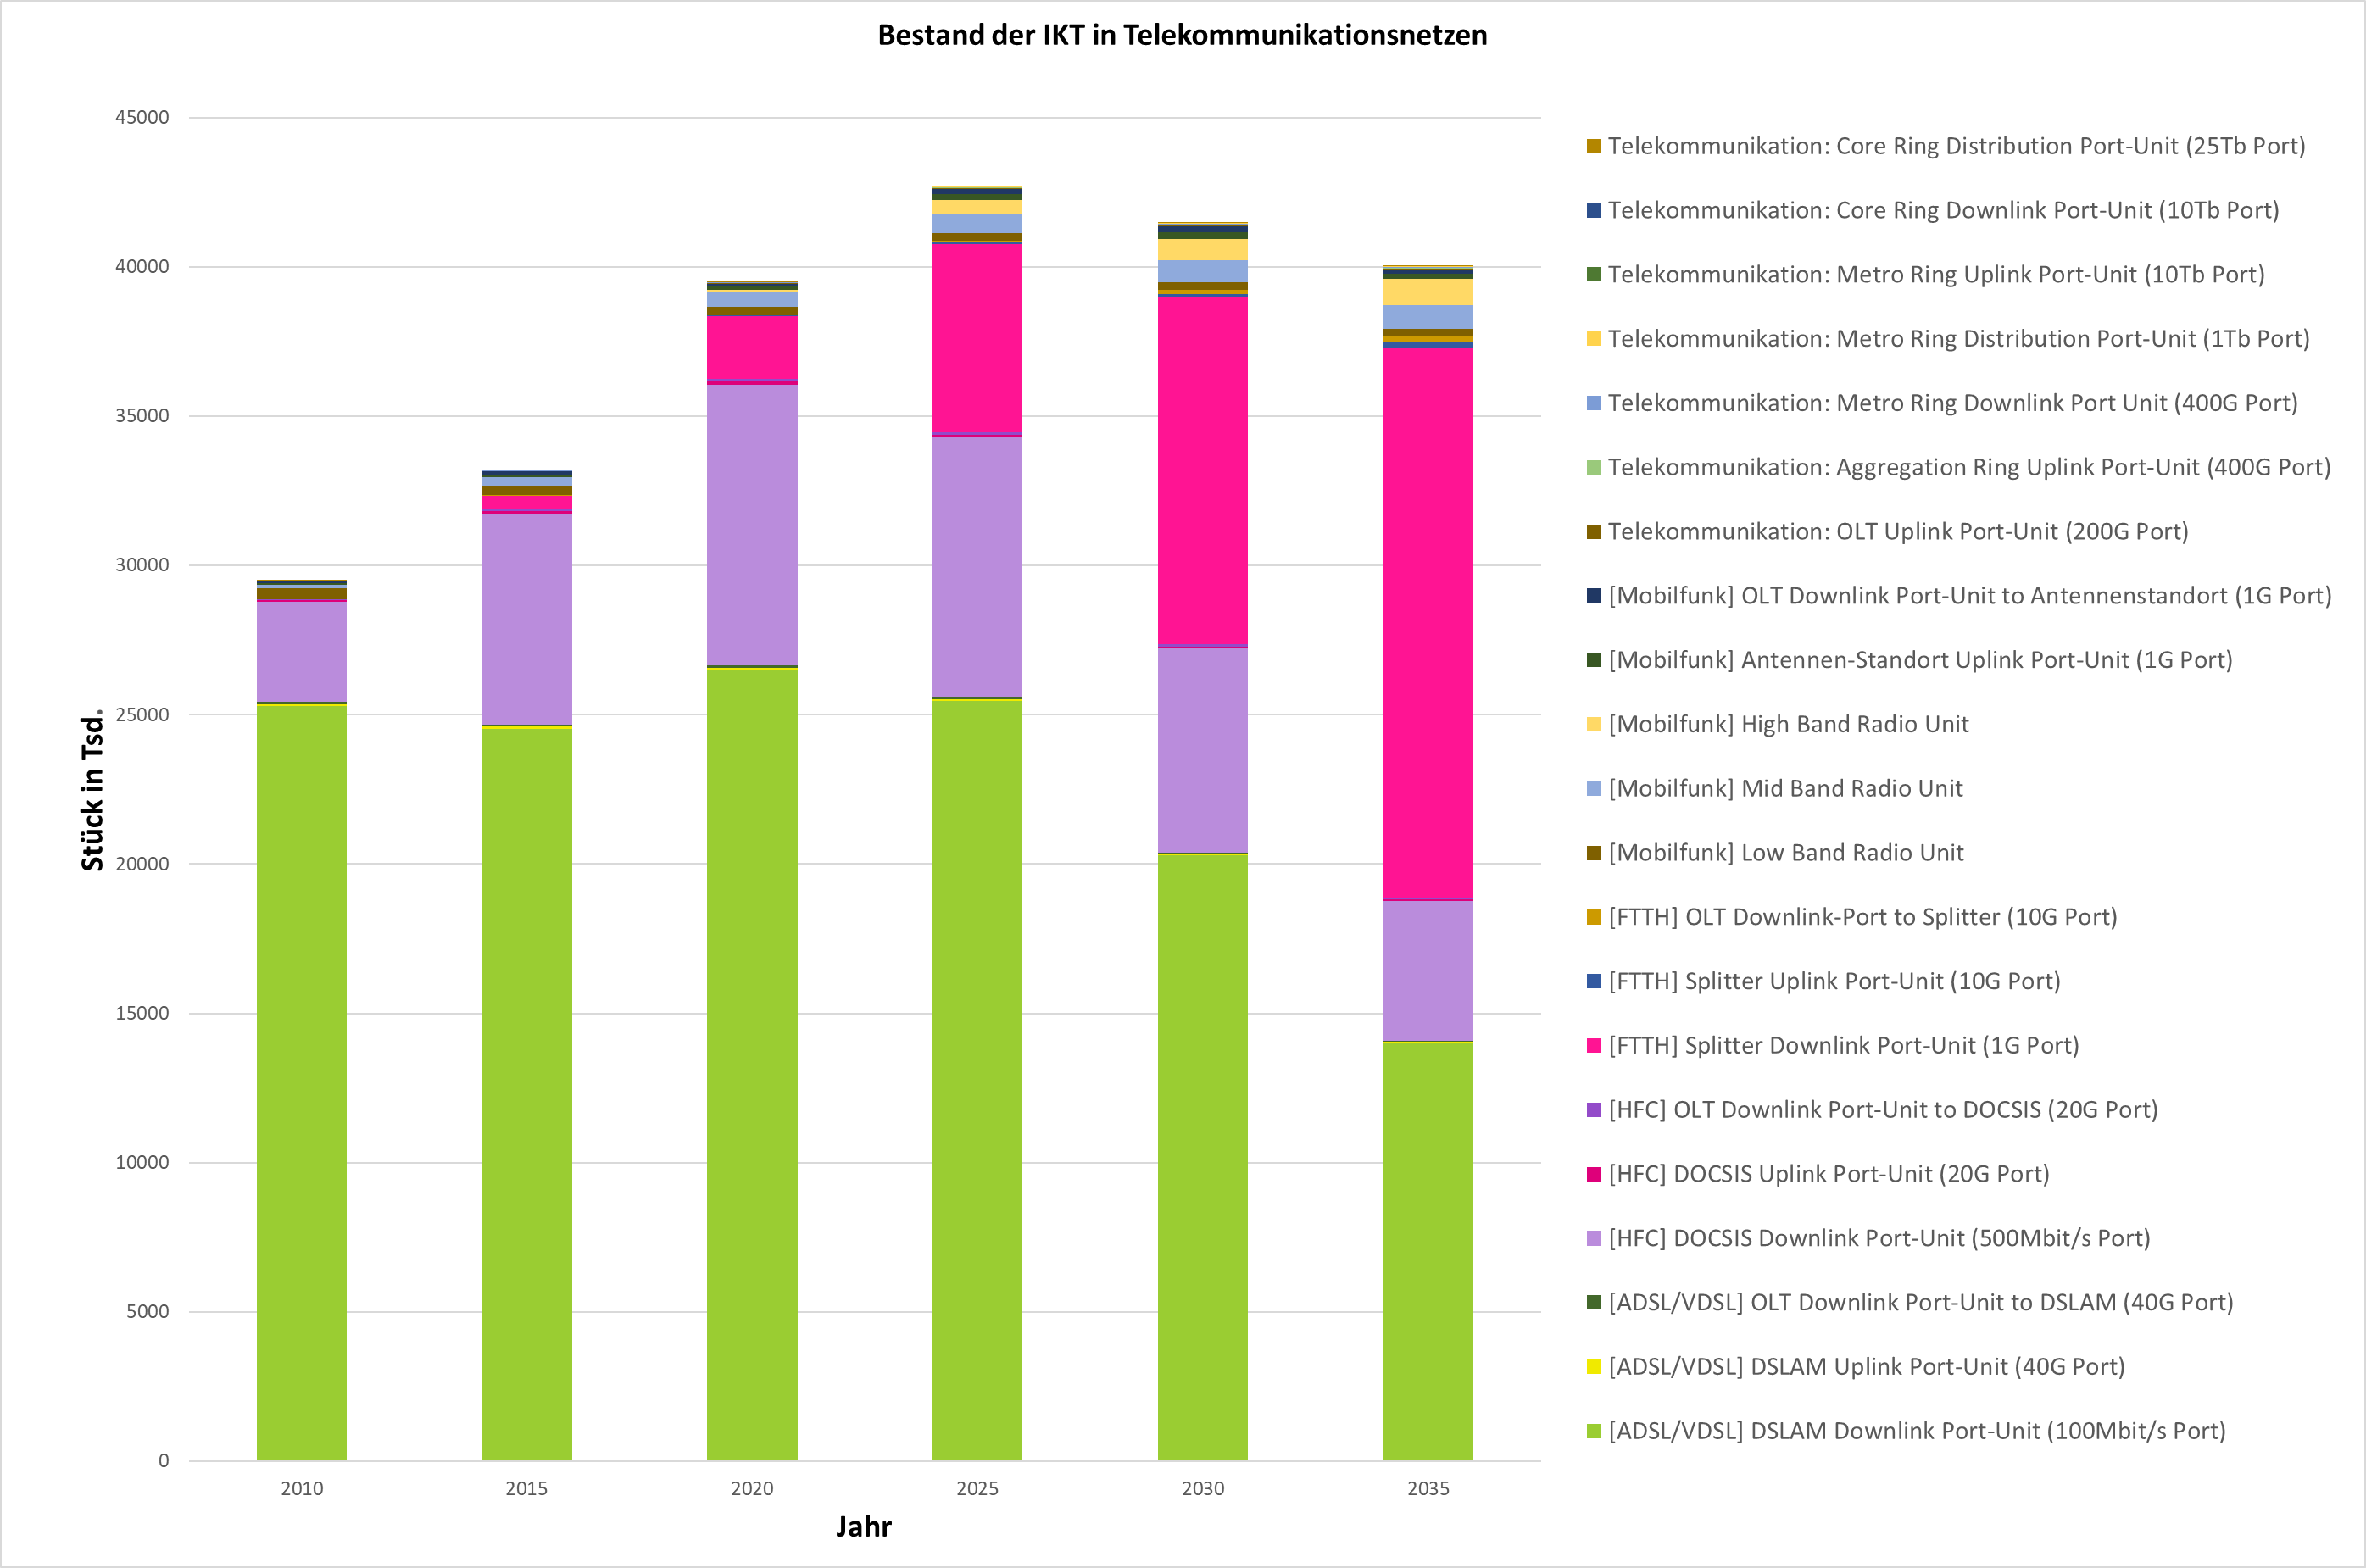 Bestand der IKT in Telekommunikationsnetzen
Stück in Tsd.
45000
40000
35000
30000
25000
20000
15000
10000
5000
0
2010 2015 2020 2025 2030 2035
Jahr
Telekommunikation: Core Ring Distribution Port-Unit (25Tb Port)
Telekommunikation: Core Ring Downlink Port-Unit (10Tb Port)
Telekommunikation: Metro Ring Uplink Port-Unit (10Tb Port)
Telekommunikation: Metro Ring Distribution Port-Unit (1Tb Port)
Telekommunikation: Metro Ring Downlink Port Unit (400G Port)
Telekommunikation: Aggregation Ring Uplink Port-Unit (400G Port)
Telekommunikation: OLT Uplink Port-Unit (200G Port)
[Mobilfunk] OLT Downlink Port-Unit to Antennenstandort (1G Port)
[Mobilfunk] Antennen-Standort Uplink Port-Unit (1G Port)
[Mobilfunk] High Band Radio Unit
[Mobilfunk] Mid Band Radio Unit
[Mobilfunk] Low Band Radio Unit
[FTTH] OLT Downlink-Port to Splitter (10G Port)
[FTTH] Splitter Uplink Port-Unit (10G Port)
[FTTH] Splitter Downlink Port-Unit (1G Port)
[HFC] OLT Downlink Port-Unit to DOCSIS (20G Port)
[HFC] DOCSIS Uplink Port-Unit (20G Port)
[HFC] DOCSIS Downlink Port-Unit (500Mbit/s Port)
[ADSL/VDSL] OLT Downlink Port-Unit to DSLAM (40G Port)
[ADSL/VDSL] DSLAM Uplink Port-Unit (40G Port)
[ADSL/VDSL] DSLAM Downlink Port-Unit (100Mbit/s Port)